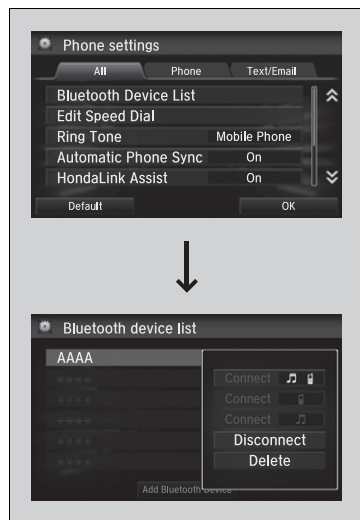 Phone settings
All Phone Text/Email
Bluetooth Device List
Edit Speed Dial
Ring Tone Mobile Phone
Automatic Phone Sync On
HondaLink Assist On
Default OK
Bluetooth device list
AAAA
****
Connect
****
Connect
****
Connect
****
Disconnect
****
Delete
Add Bluetooth Device